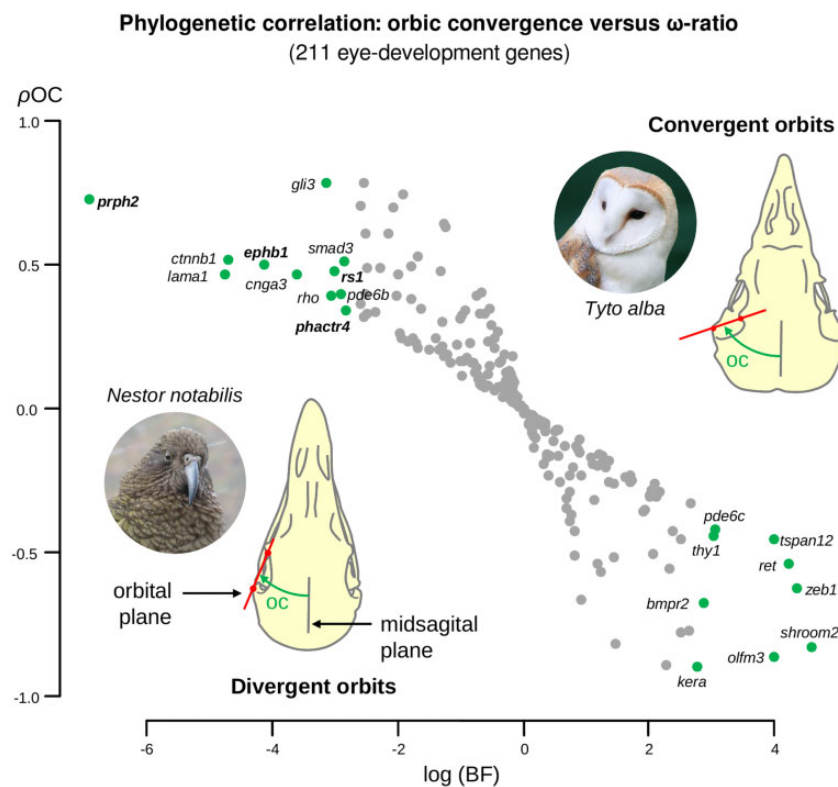 Phylogenetic correlation: orbic convergence versus ω-ratio
(211 eye-development genes)
ρOC
1.0
0.5
0.0
-0.5
-1.0
Convergent orbits
gli3
prph2
ctnnb1
ephb1
smad3
lama1
cnga3
rs1
rho
pde6b
phactr4
Tyto alba
OC
Nestor notabilis
orbital
plane
OC
midsagital
plane
Divergent orbits
pde6c
thy1
tspan12
ret
zeb1
bmpr2
shroom2
olfm3
kera
-6
-4
-2
0
2
4
log (BF)